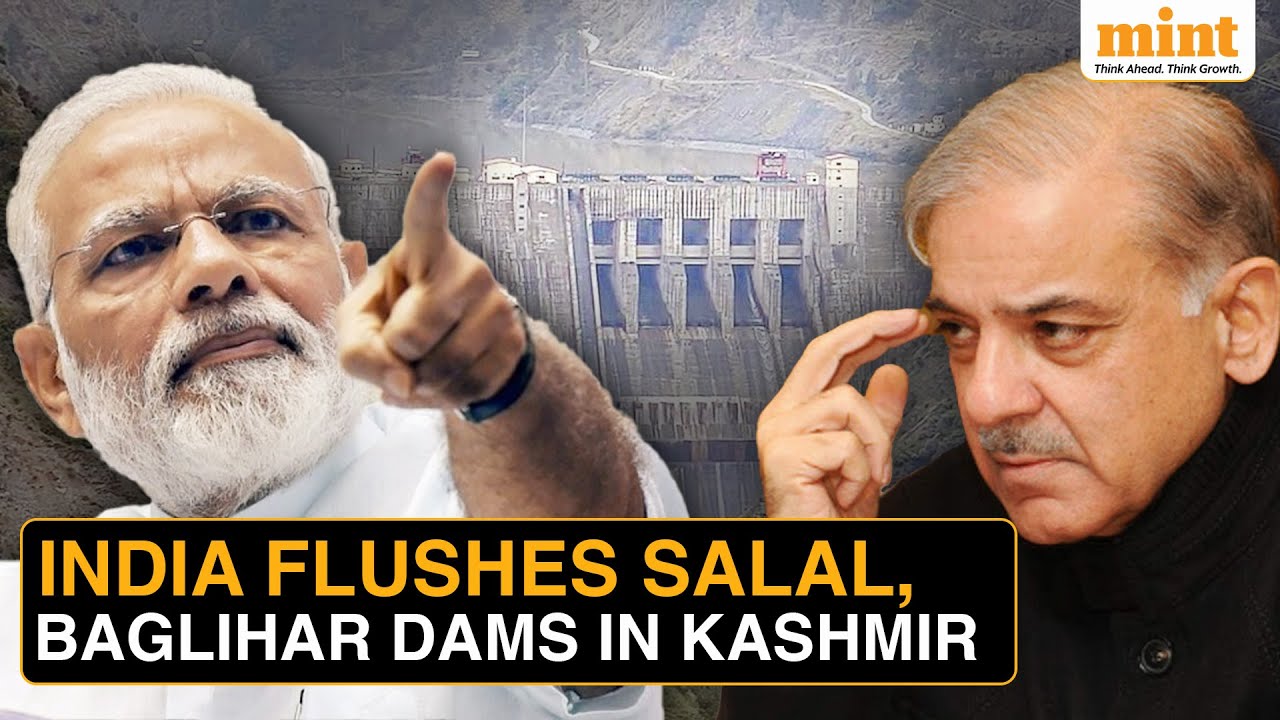 mint
Think Ahead. Think Growth.
INDIA FLUSHES SALAL,
BAGLIHAR DAMS IN KASHMIR